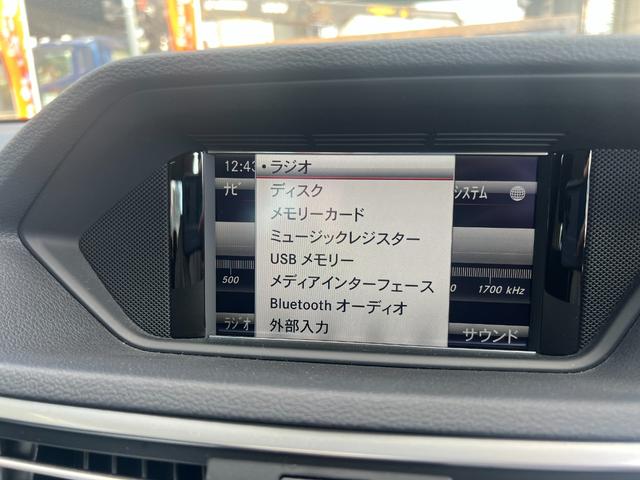 12:43
• ラジオ
ナビ
ディスク
システム
メモリーカード
ミュージックレジスター
USB メモリー
500
メディアインターフェース
1700 kHz
Bluetooth オーディオ
ラジオ
外部入力
サウンド